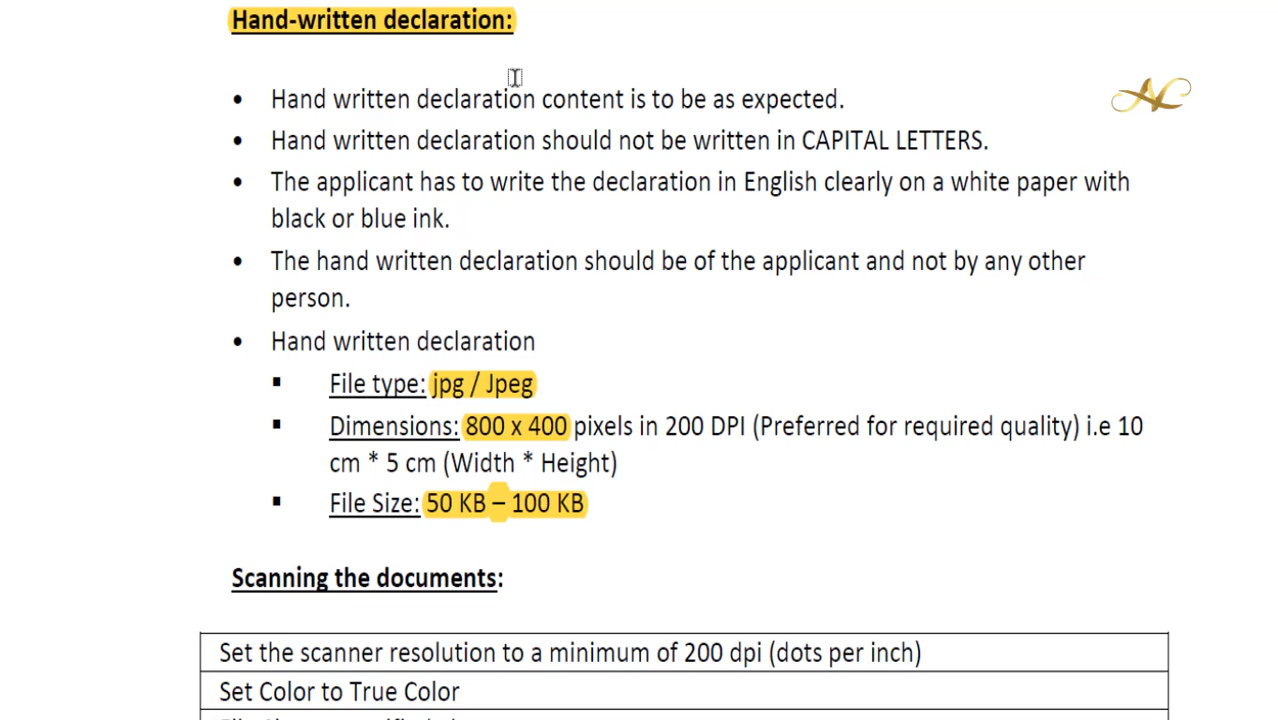 Hand-written declaration:
• Hand written declaration content is to be as expected.
• Hand written declaration should not be written in CAPITAL LETTERS.
• The applicant has to write the declaration in English clearly on a white paper with
black or blue ink.
• The hand written declaration should be of the applicant and not by any other
person.
• Hand written declaration
▪ File type: jpg / Jpeg
▪ Dimensions: 800 x 400 pixels in 200 DPI (Preferred for required quality) i.e 10
cm * 5 cm (Width * Height)
▪ File Size: 50 KB – 100 KB
Scanning the documents:
Set the scanner resolution to a minimum of 200 dpi (dots per inch)
Set Color to True Color